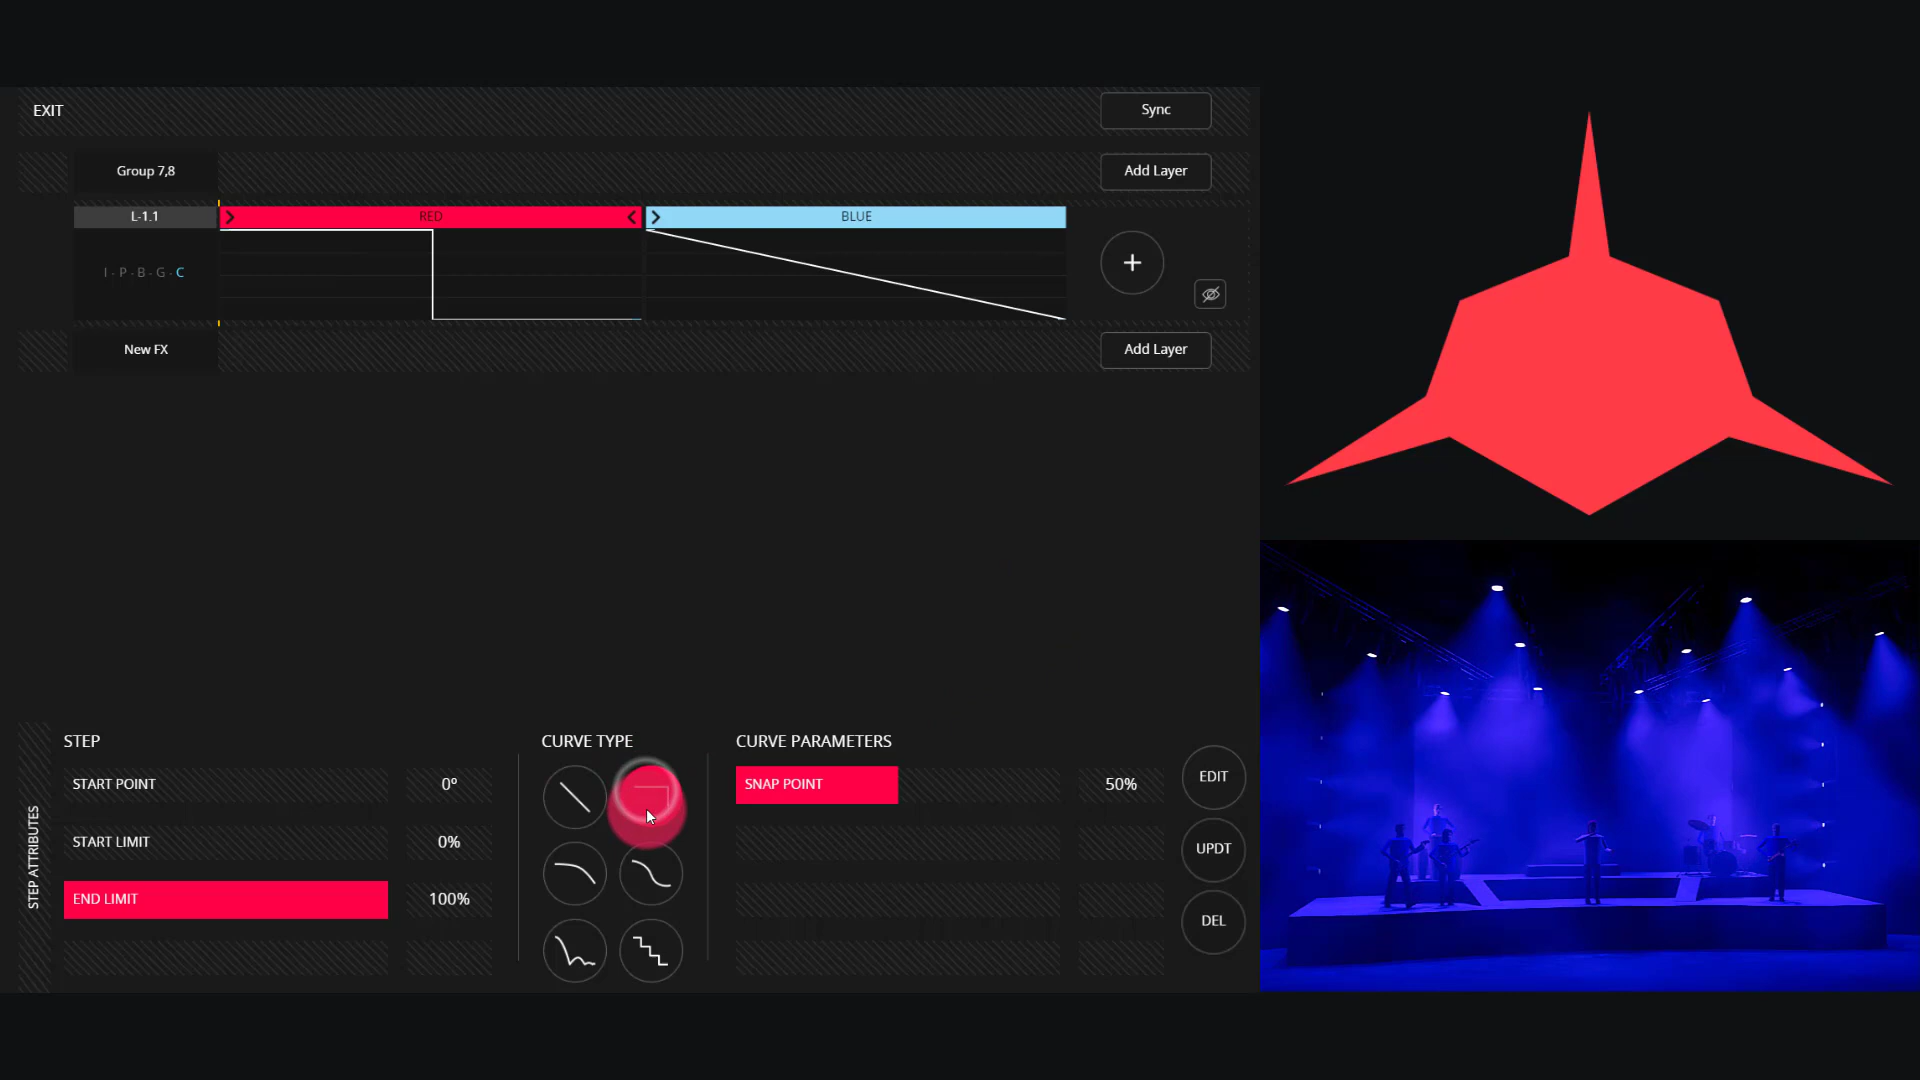 EXIT
Sync
Group 7,8
Add Layer
L-1.1
RED
BLUE
I - P - B - G - C
New FX
Add Layer
STEP ATTRIBUTES
STEP
START POINT
0°
START LIMIT
0%
END LIMIT
100%
CURVE TYPE
CURVE PARAMETERS
SNAP POINT
50%
EDIT
UPDT
DEL